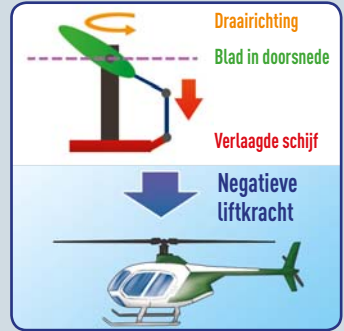 Draairichting
Blad in doorsnede
Verlaagde schijf
Negatieve
liftkracht